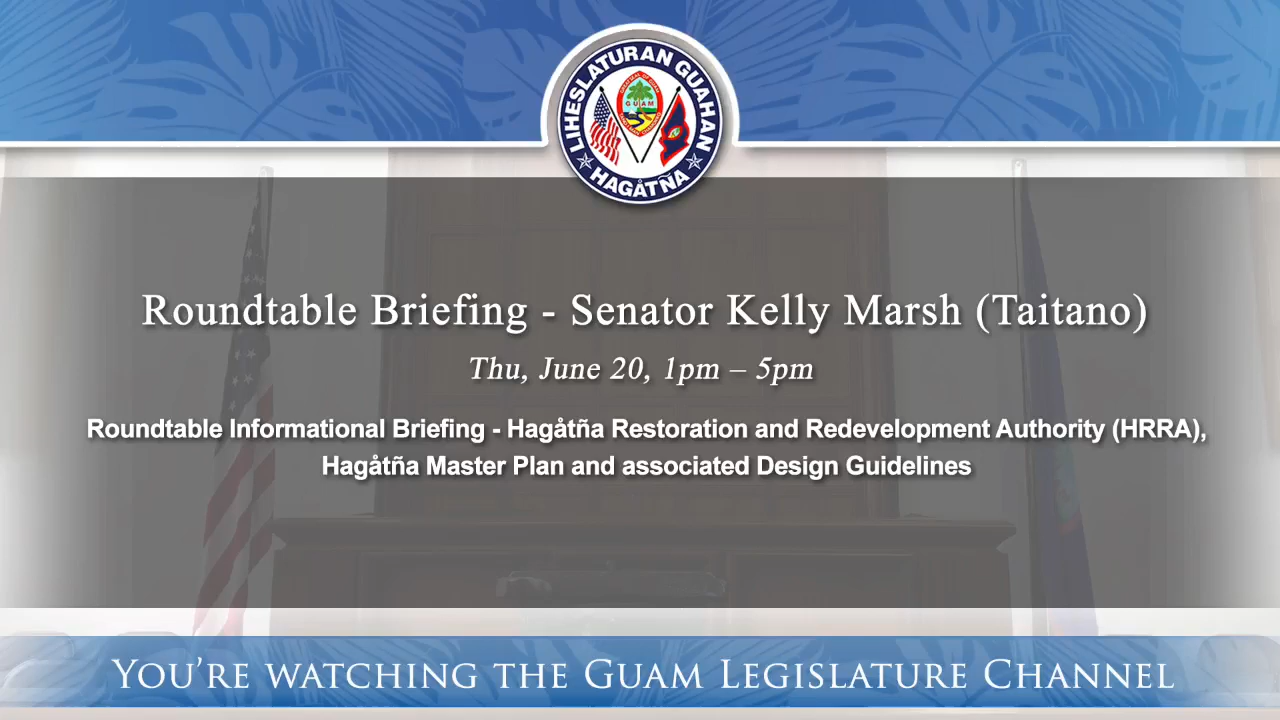 LIHESLATURAN GUAHAN
GUAM
HAGÅTÑA
Roundtable Briefing - Senator Kelly Marsh (Taitano)
Thu, June 20, 1pm – 5pm
Roundtable Informational Briefing - Hagåtña Restoration and Redevelopment Authority (HRRA),
Hagåtña Master Plan and associated Design Guidelines
YOU'RE WATCHING THE GUAM LEGISLATURE CHANNEL